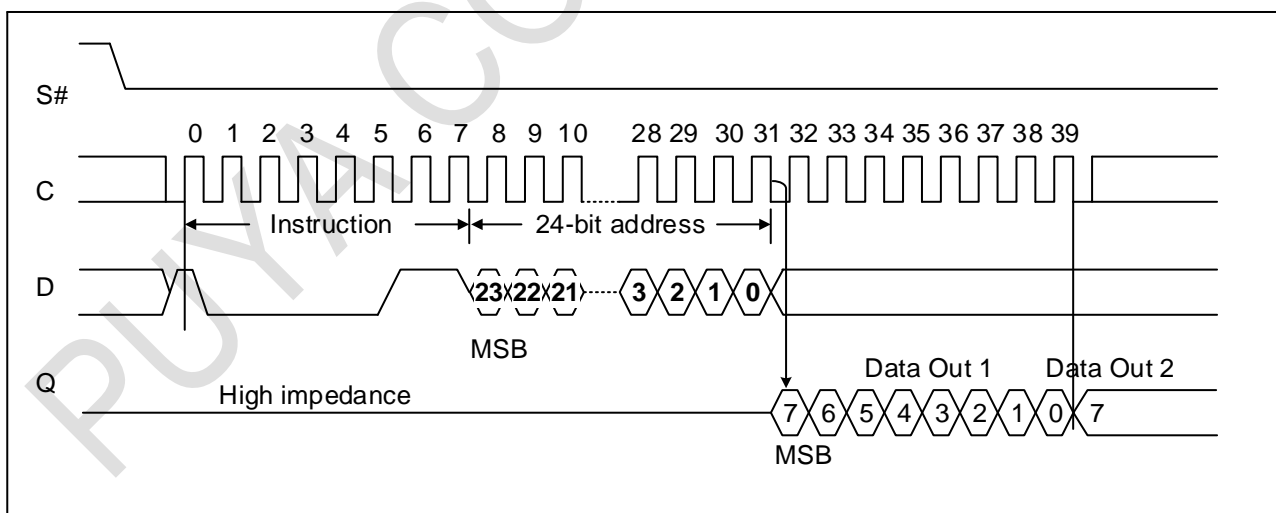 PUYA CO
S#
0 1 2 3 4 5 6 7 8 9 10 28 29 30 31 32 33 34 35 36 37 38 39
C
Instruction 24-bit address
D
23 22 21 3 2 1 0
MSB
Q
High impedance
Data Out 1 Data Out 2
7 6 5 4 3 2 1 0 7
MSB